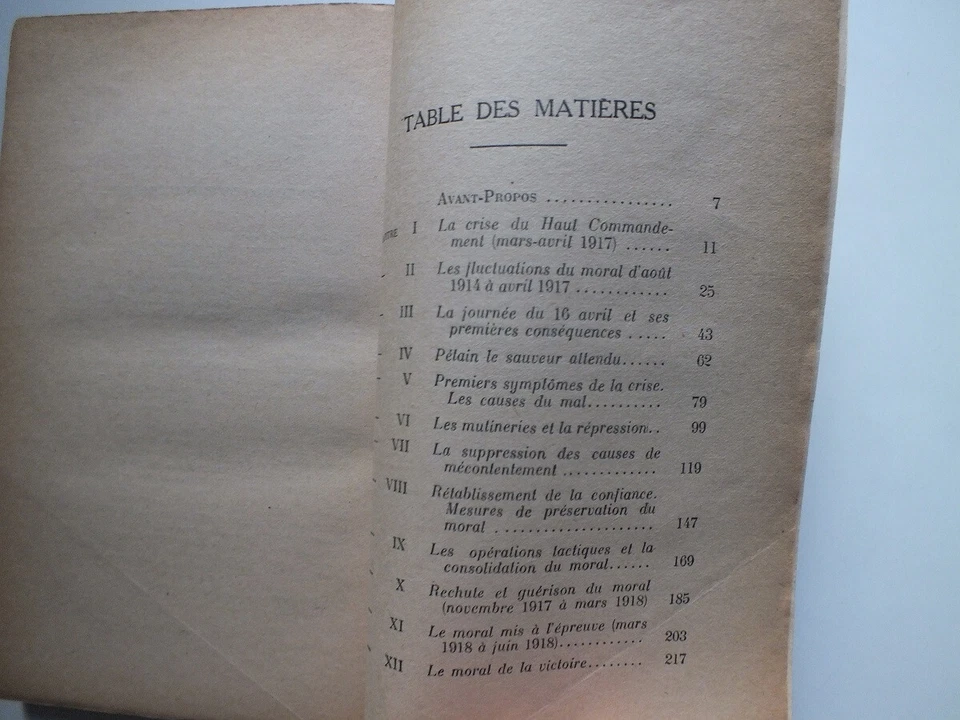 TABLE DES MATIÈRES
AVANT-PROPOS ................ 7
I La crise du Haut Commande-
ment (mars-avril 1917) ...... 11
II Les fluctuations du moral d'août
1914 à avril 1917 ............ 25
III La journée du 16 avril et ses
premières conséquences ..... 43
IV Pétain le sauveur attendu...... 62
V Premiers symptômes de la crise.
Les causes du mal.......... 79
VI Les mutineries et la répression.. 99
VII La suppression des causes de
mécontentement ............. 119
VIII Rétablissement de la confiance.
Mesures de préservation du
moral ...................... 147
IX Les opérations tactiques et la
consolidation du moral...... 169
X Rechute et guérison du moral
(novembre 1917 à mars 1918) 185
XI Le moral mis à l'épreuve (mars
1918 à juin 1918)............ 203
XII Le moral de la victoire........ 217